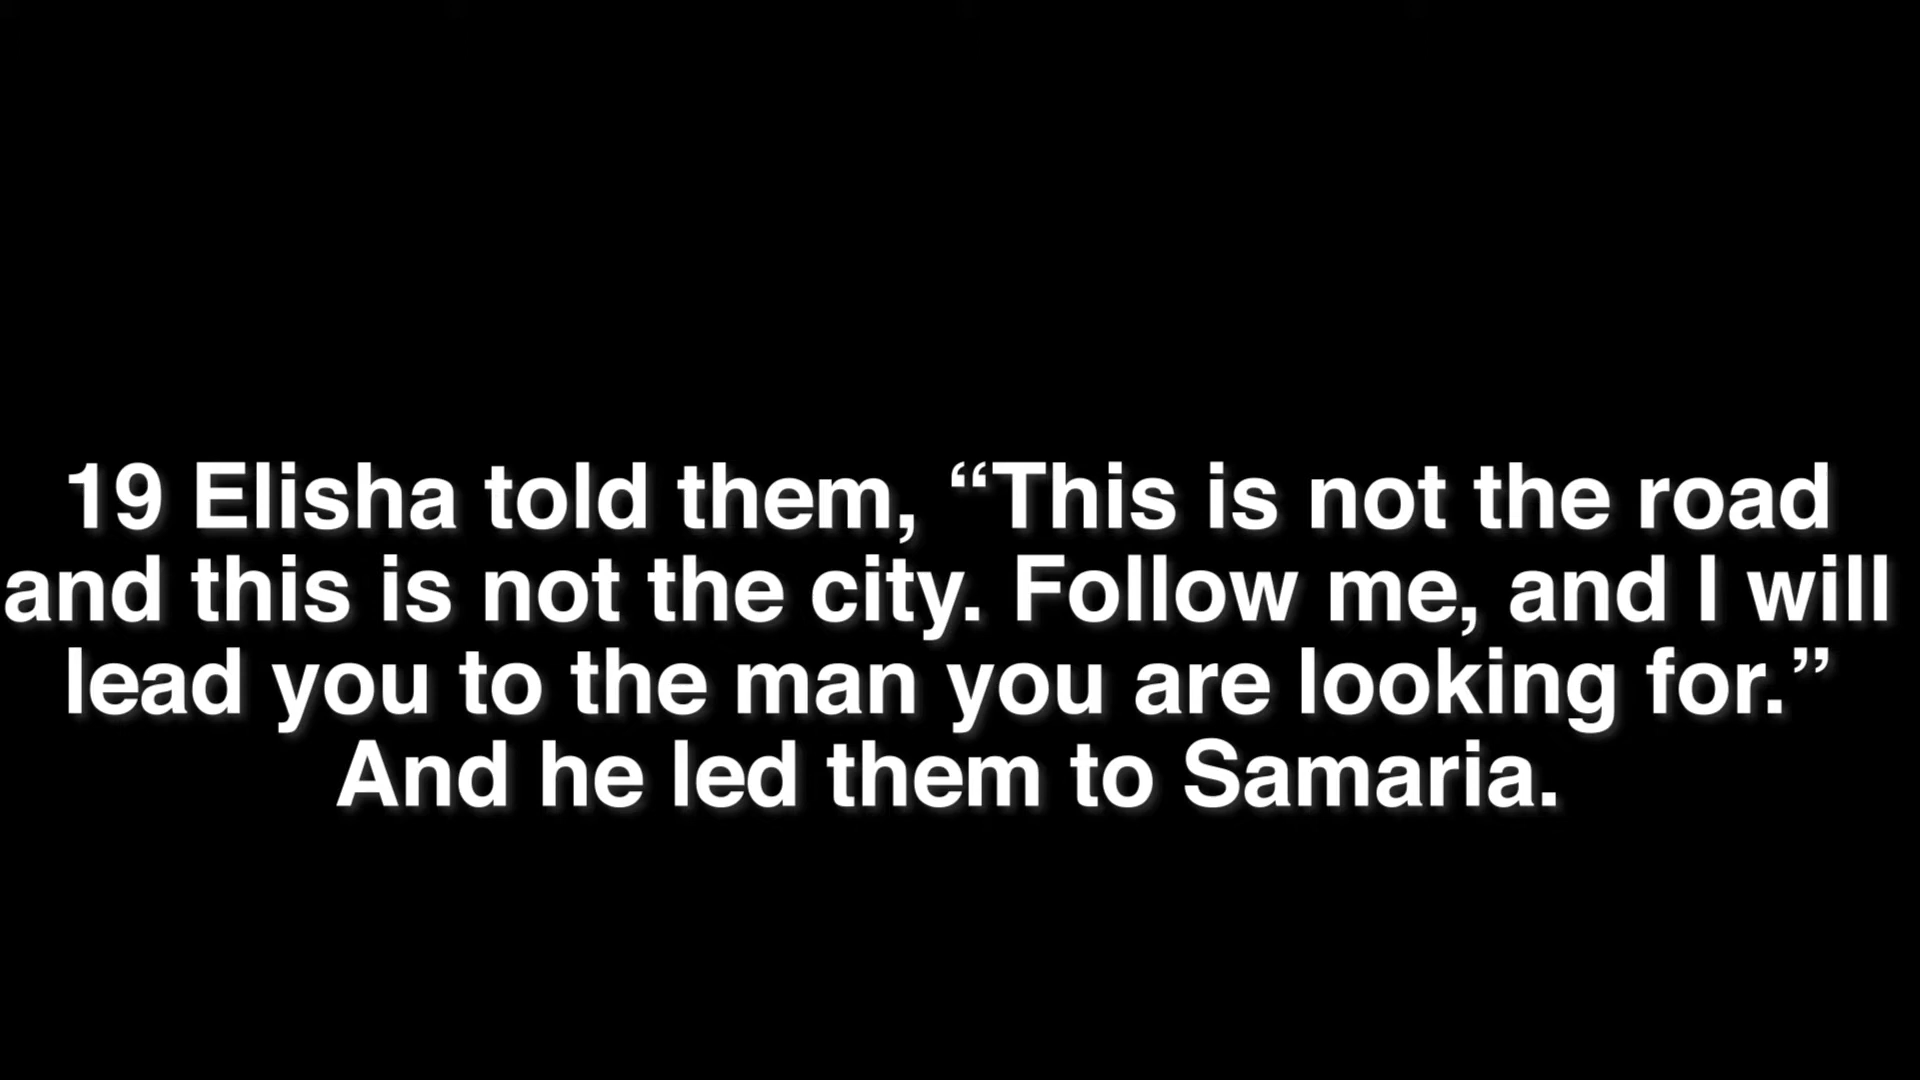 19 Elisha told them, “This is not the road
and this is not the city. Follow me, and I will
lead you to the man you are looking for.”
And he led them to Samaria.